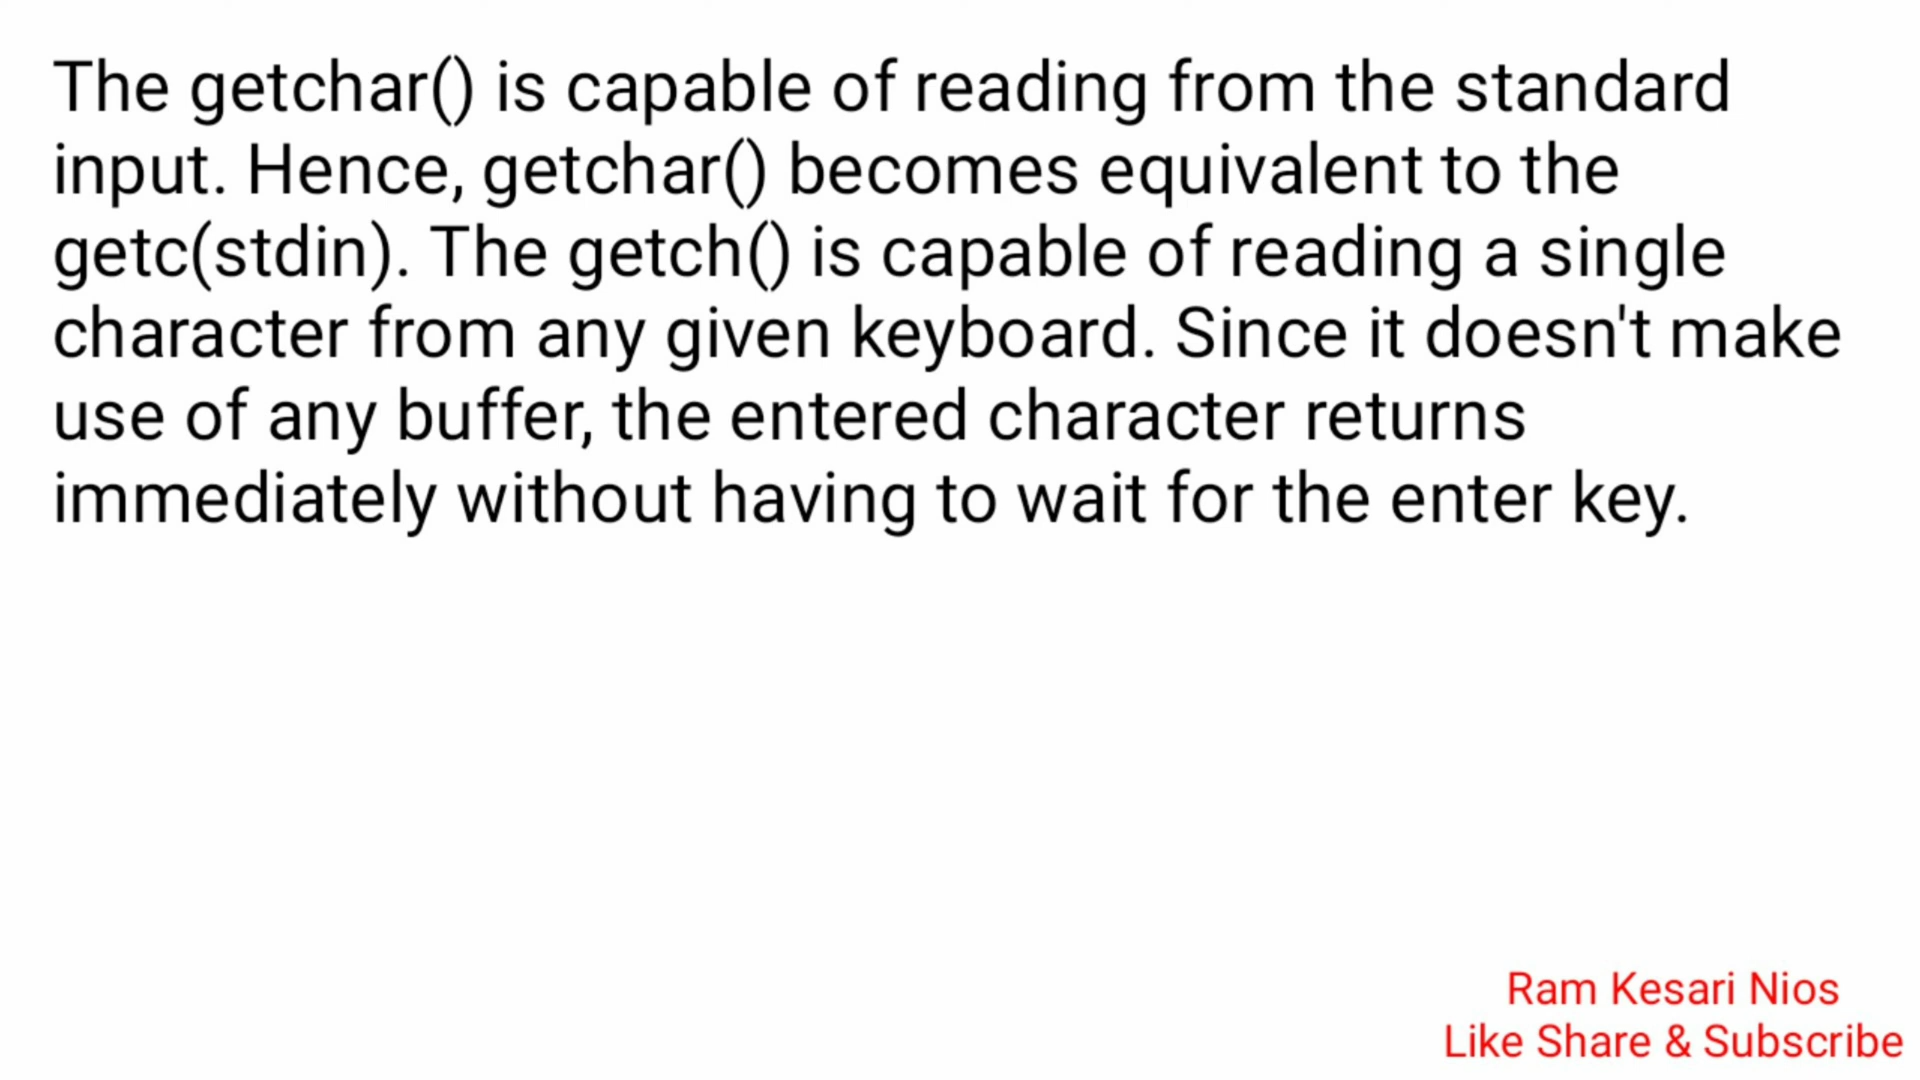 The getchar() is capable of reading from the standard
input. Hence, getchar() becomes equivalent to the
getc(stdin). The getch() is capable of reading a single
character from any given keyboard. Since it doesn't make
use of any buffer, the entered character returns
immediately without having to wait for the enter key.
Ram Kesari Nios
Like Share & Subscribe